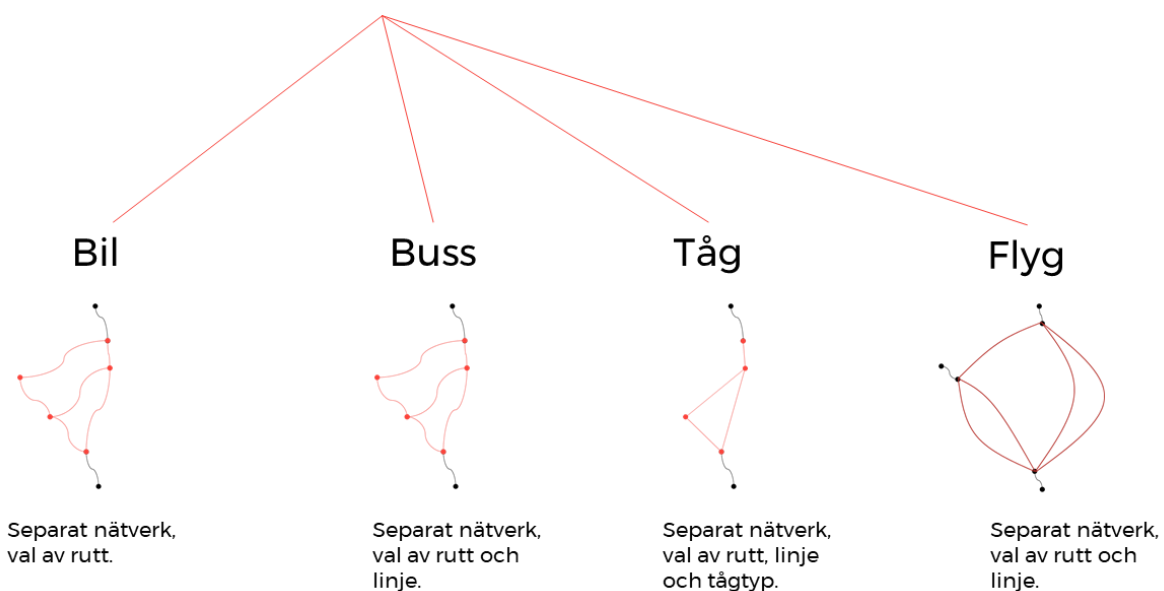 Bil
Buss
Tåg
Flyg
Separat nätverk,
val av rutt.
Separat nätverk,
val av rutt och
linje.
Separat nätverk,
val av rutt, linje
och tågtyp.
Separat nätverk,
val av rutt och
linje.